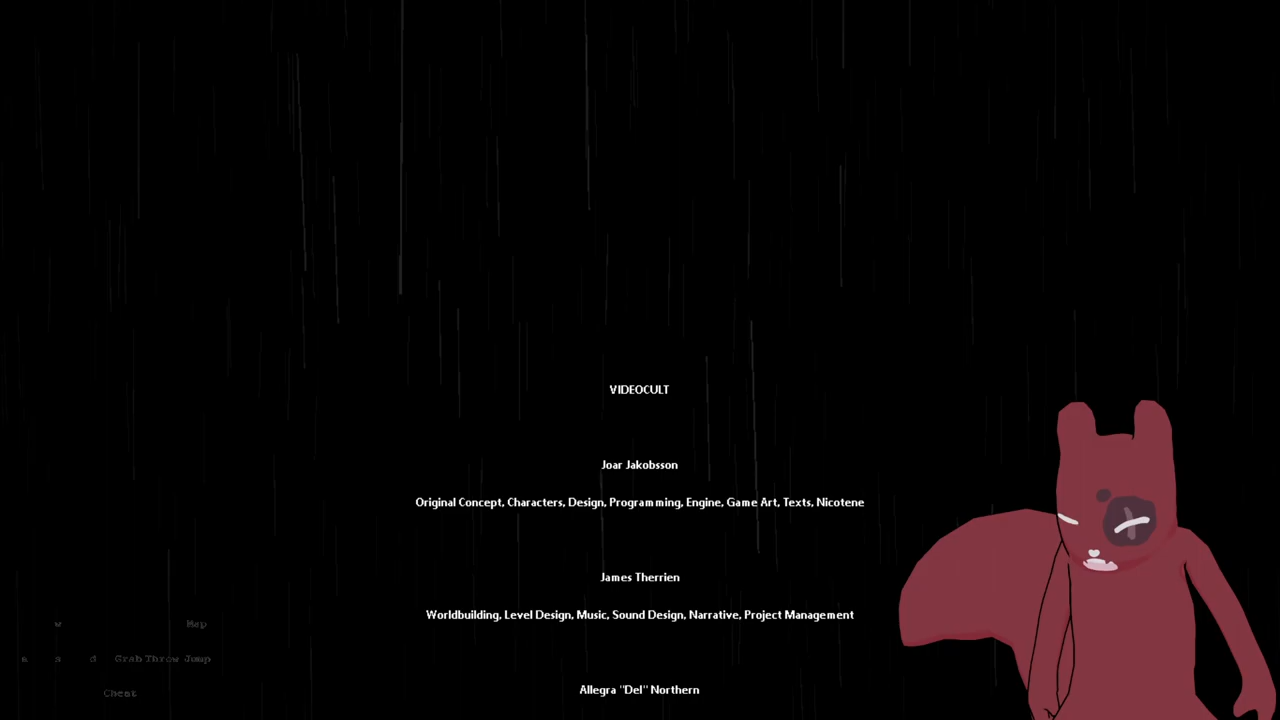 VIDEOCULT
Joar Jakobsson
Original Concept, Characters, Design, Programming, Engine, Game Art, Texts, Nicotene
James Therrien
Worldbuilding, Level Design, Music, Sound Design, Narrative, Project Management
w Map
a s d Grab Throw Jump
Cheat
Allegra "Del" Northern